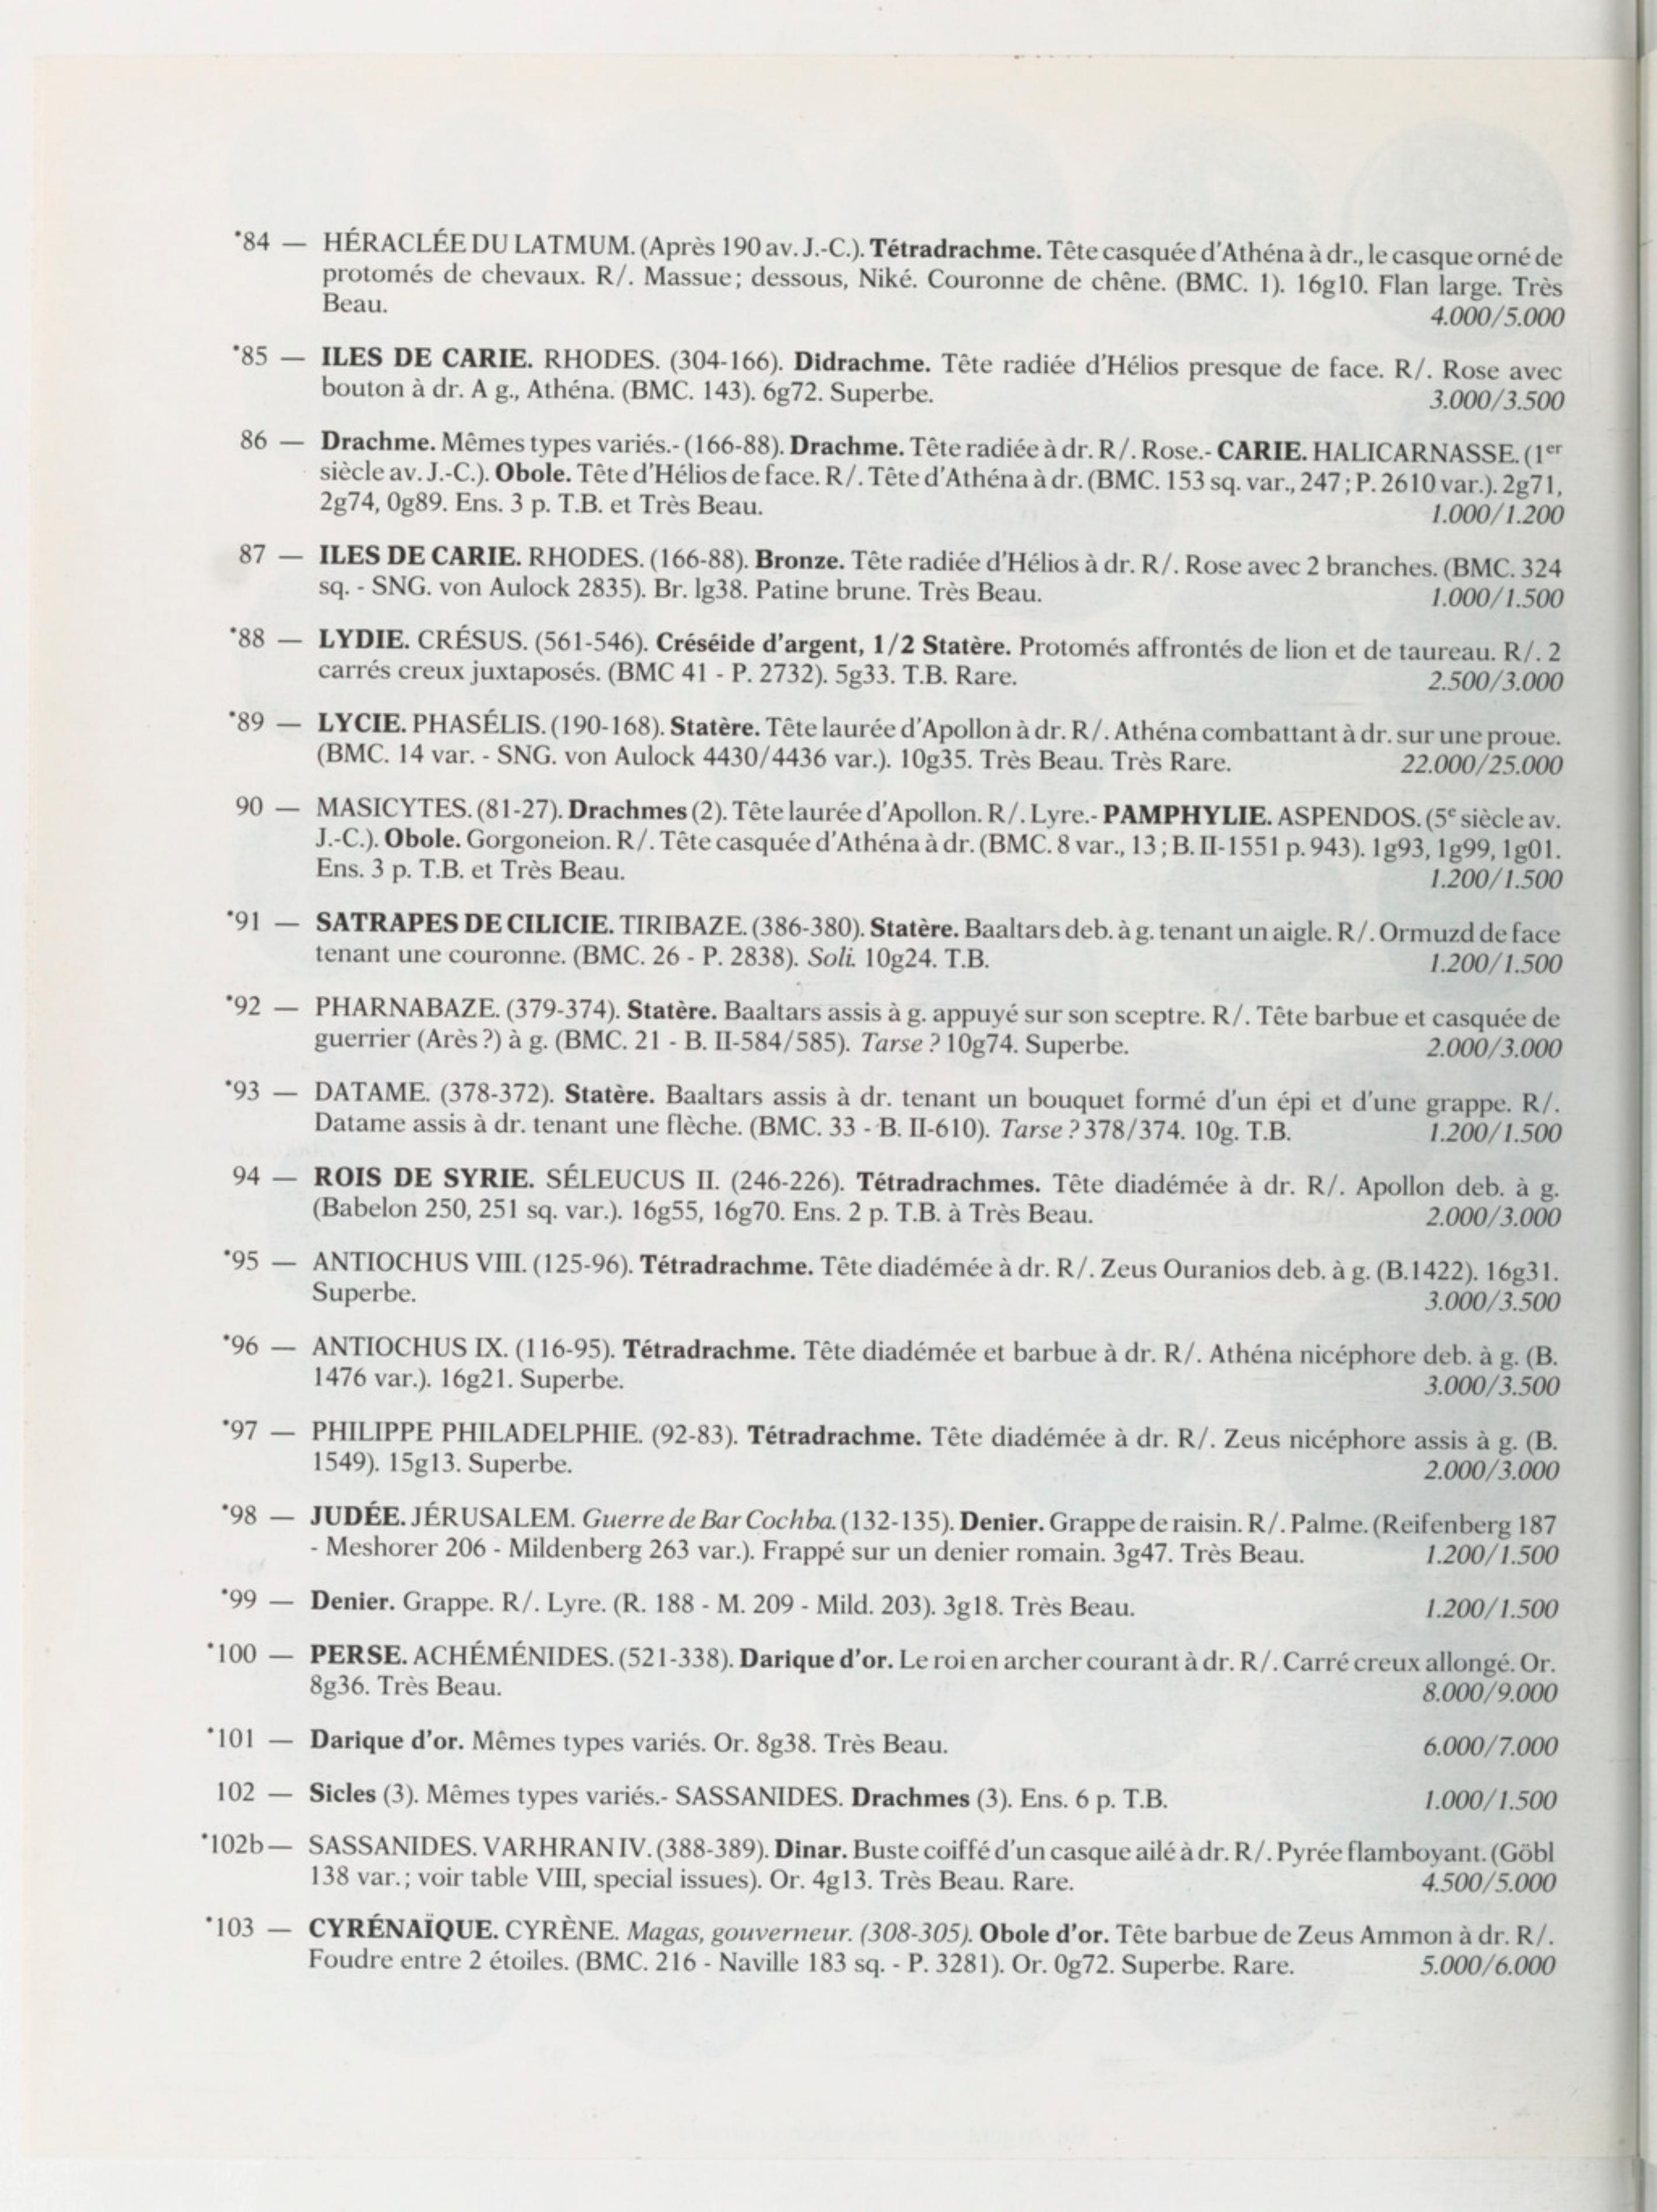 *84 — HÉRACLÉE DU LATMUM. (Après 190 av. J.-C.). Tétradrachme. Tête casquée d'Athéna à dr., le casque orné de
protomés de chevaux. R/. Massue; dessous, Niké. Couronne de chêne. (BMC. 1). 16g10. Flan large. Très
Beau. 4.000/5.000
*85 — ILES DE CARIE. RHODES. (304-166). Didrachme. Tête radiée d'Hélios presque de face. R/. Rose avec
bouton à dr. A g., Athéna. (BMC. 143). 6g72. Superbe. 3.000/3.500
86 — Drachme. Mêmes types variés.- (166-88). Drachme. Tête radiée à dr. R/. Rose.- CARIE. HALICARNASSE. (1er
siècle av. J.-C.). Obole. Tête d'Hélios de face. R/. Tête d'Athéna à dr. (BMC. 153 sq. var., 247; P. 2610 var.). 2g71,
2g74, 0g89. Ens. 3 p. T.B. et Très Beau. 1.000/1.200
87 — ILES DE CARIE. RHODES. (166-88). Bronze. Tête radiée d'Hélios à dr. R/. Rose avec 2 branches. (BMC. 324
sq. - SNG. von Aulock 2835). Br. lg38. Patine brune. Très Beau. 1.000/1.500
*88 — LYDIE. CRÉSUS. (561-546). Créséide d'argent, 1/2 Statère. Protomés affrontés de lion et de taureau. R/. 2
carrés creux juxtaposés. (BMC 41 - P. 2732). 5g33. T.B. Rare. 2.500/3.000
*89 — LYCIE. PHASÉLIS. (190-168). Statère. Tête laurée d'Apollon à dr. R/. Athéna combattant à dr. sur une proue.
(BMC. 14 var. - SNG. von Aulock 4430/4436 var.). 10g35. Très Beau. Très Rare. 22.000/25.000
90 — MASICYTES. (81-27). Drachmes (2). Tête laurée d'Apollon. R/. Lyre.- PAMPHYLIE. ASPENDOS. (5e siècle av.
J.-C.). Obole. Gorgoneion. R/. Tête casquée d'Athéna à dr. (BMC. 8 var., 13; B. II-1551 p. 943). 1g93, 1g99, 1g01.
Ens. 3 p. T.B. et Très Beau. 1.200/1.500
*91 — SATRAPES DE CILICIE. TIRIBAZE. (386-380). Statère. Baaltars deb. à g. tenant un aigle. R/. Ormuzd de face
tenant une couronne. (BMC. 26 - P. 2838). Soli. 10g24. T.B. 1.200/1.500
*92 — PHARNABAZE. (379-374). Statère. Baaltars assis à g. appuyé sur son sceptre. R/. Tête barbue et casquée de
guerrier (Arès ?) à g. (BMC. 21 - B. II-584/585). Tarse ? 10g74. Superbe. 2.000/3.000
*93 — DATAME. (378-372). Statère. Baaltars assis à dr. tenant un bouquet formé d'un épi et d'une grappe. R/.
Datame assis à dr. tenant une flèche. (BMC. 33 - B. II-610). Tarse ? 378/374. 10g. T.B. 1.200/1.500
94 — ROIS DE SYRIE. SÉLEUCUS II. (246-226). Tétradrachmes. Tête diadémée à dr. R/. Apollon deb. à g.
(Babelon 250, 251 sq. var.). 16g55, 16g70. Ens. 2 p. T.B. à Très Beau. 2.000/3.000
*95 — ANTIOCHUS VIII. (125-96). Tétradrachme. Tête diadémée à dr. R/. Zeus Ouranios deb. à g. (B.1422). 16g31.
Superbe. 3.000/3.500
*96 — ANTIOCHUS IX. (116-95). Tétradrachme. Tête diadémée et barbue à dr. R/. Athéna nicéphore deb. à g. (B.
1476 var.). 16g21. Superbe. 3.000/3.500
*97 — PHILIPPE PHILADELPHIE. (92-83). Tétradrachme. Tête diadémée à dr. R/. Zeus nicéphore assis à g. (B.
1549). 15g13. Superbe. 2.000/3.000
*98 — JUDÉE. JÉRUSALEM. Guerre de Bar Cochba. (132-135). Denier. Grappe de raisin. R/. Palme. (Reifenberg 187
- Meshorer 206 - Mildenberg 263 var.). Frappé sur un denier romain. 3g47. Très Beau. 1.200/1.500
*99 — Denier. Grappe. R/. Lyre. (R. 188 - M. 209 - Mild. 203). 3g18. Très Beau. 1.200/1.500
*100 — PERSE. ACHÉMÉNIDES. (521-338). Darique d'or. Le roi en archer courant à dr. R/. Carré creux allongé. Or.
8g36. Très Beau. 8.000/9.000
*101 — Darique d'or. Mêmes types variés. Or. 8g38. Très Beau. 6.000/7.000
102 — Sicles (3). Mêmes types variés.- SASSANIDES. Drachmes (3). Ens. 6 p. T.B. 1.000/1.500
*102b — SASSANIDES. VARHRAN IV. (388-389). Dinar. Buste coiffé d'un casque ailé à dr. R/. Pyrée flamboyant. (Göbl
138 var.; voir table VIII, special issues). Or. 4g13. Très Beau. Rare. 4.500/5.000
*103 — CYRÉNAÏQUE. CYRÈNE. Magas, gouverneur. (308-305). Obole d'or. Tête barbue de Zeus Ammon à dr. R/.
Foudre entre 2 étoiles. (BMC. 216 - Naville 183 sq. - P. 3281). Or. 0g72. Superbe. Rare. 5.000/6.000